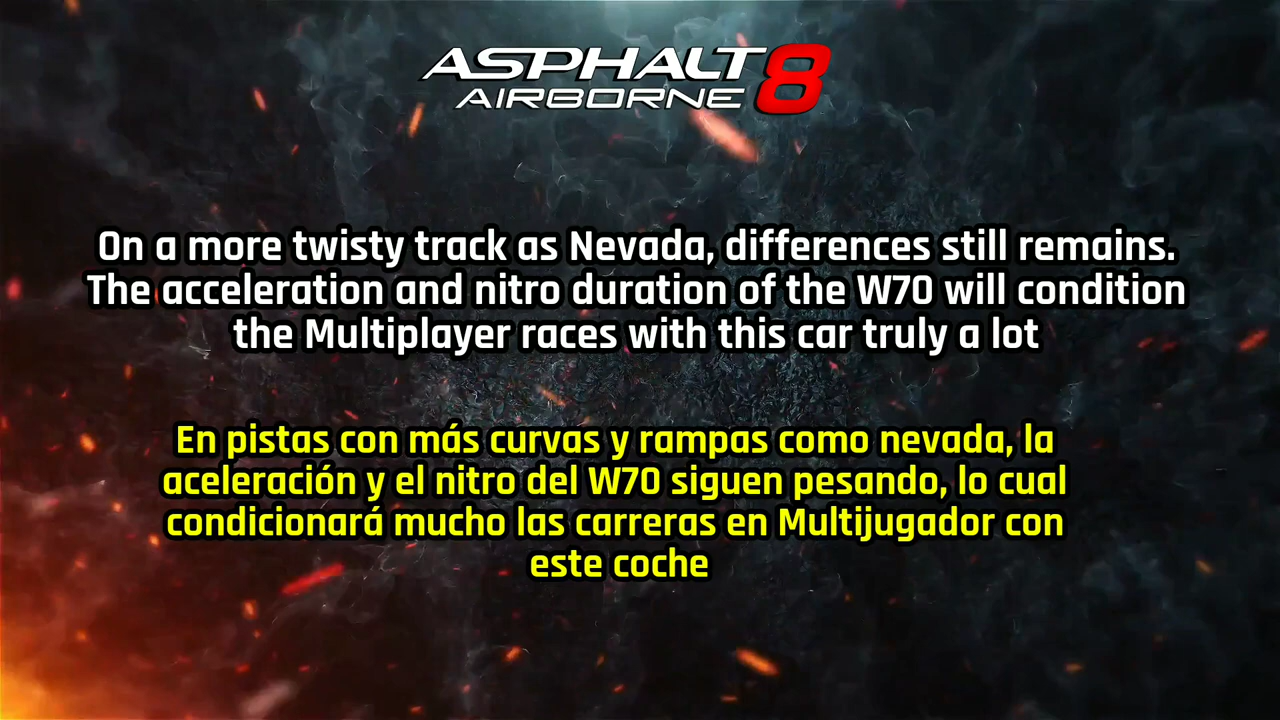 ASPHALT 8
AIRBORNE
On a more twisty track as Nevada, differences still remains.
The acceleration and nitro duration of the W70 will condition
the Multiplayer races with this car truly a lot
En pistas con más curvas y rampas como nevada, la
aceleración y el nitro del W70 siguen pesando, lo cual
condicionará mucho las carreras en Multijugador con
este coche